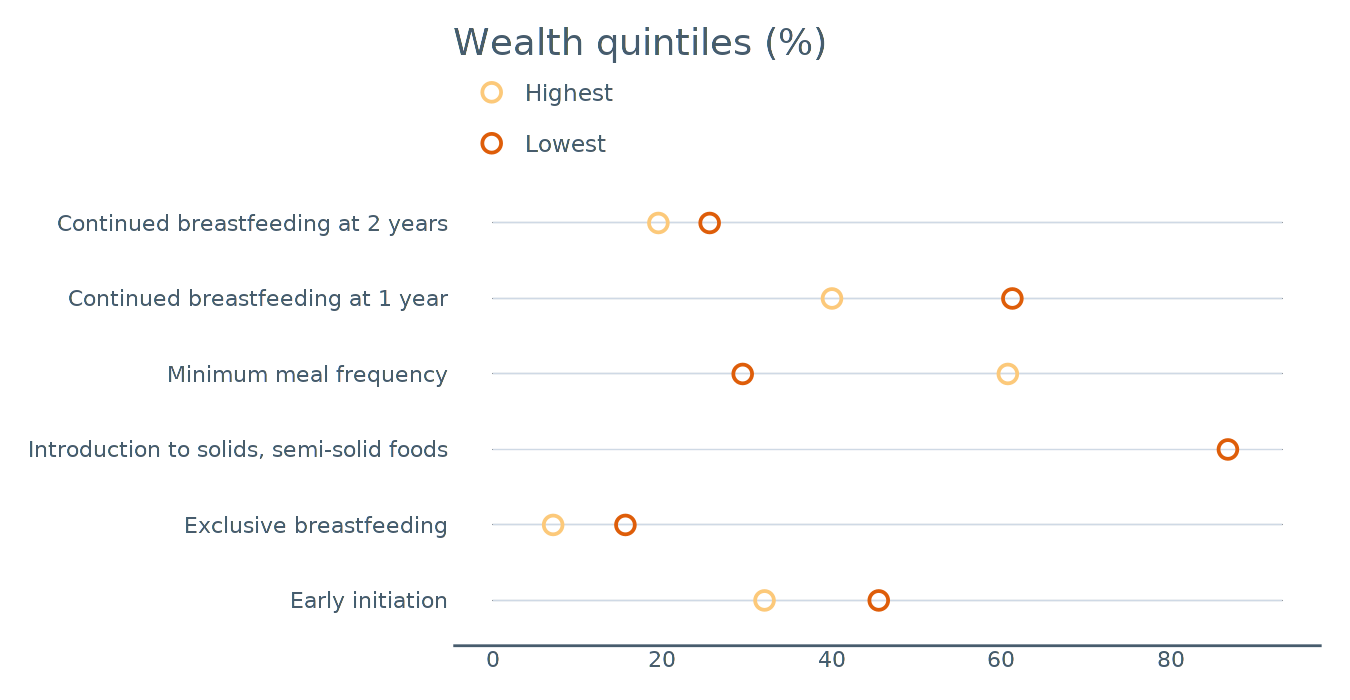 Wealth quintiles (%)
Highest
Lowest
Continued breastfeeding at 2 years
Continued breastfeeding at 1 year
Minimum meal frequency
Introduction to solids, semi-solid foods
Exclusive breastfeeding
Early initiation
0 20 40 60 80